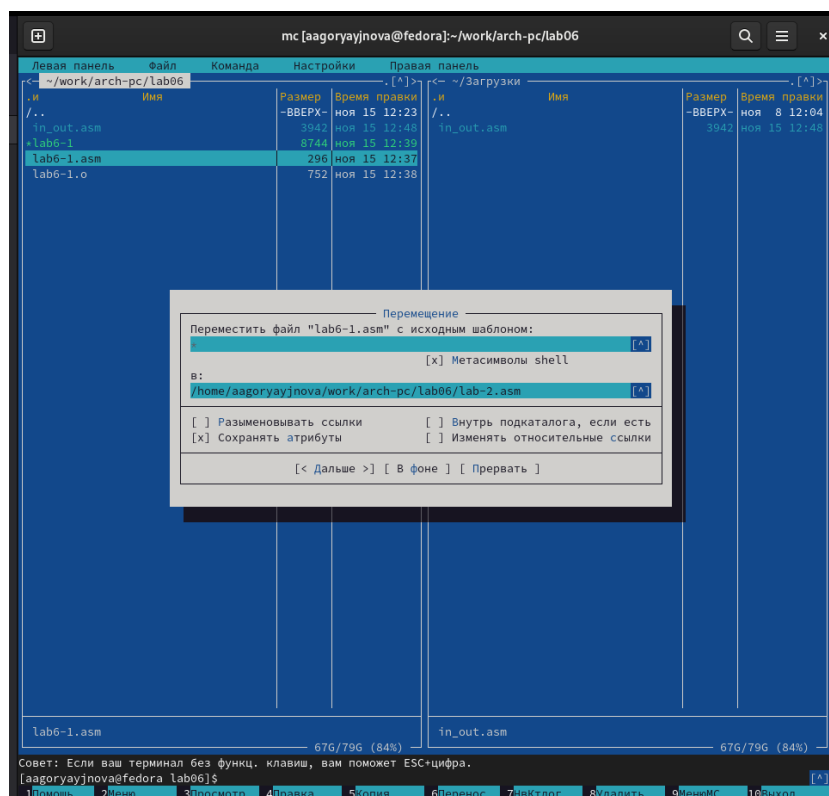 mc [aagoryayjnova@fedora]:~/work/arch-pc/lab06
Левая панель Файл Команда Настройки Правая панель
<— ~/work/arch-pc/lab06 .[^]> <— ~/Загрузки .[^]>
.и Имя Размер Время правки .и Имя Размер Время правки
/.. -ВВЕРХ- ноя 15 12:23 /.. -ВВЕРХ- ноя 8 12:04
in_out.asm 3942 ноя 15 12:48 in_out.asm 3942 ноя 15 12:48
*lab6-1 8744 ноя 15 12:39
lab6-1.asm 296 ноя 15 12:37
lab6-1.o 752 ноя 15 12:38
Перемещение
Переместить файл "lab6-1.asm" с исходным шаблоном:
* [^]
[x] Метасимволы shell
в:
/home/aagoryayjnova/work/arch-pc/lab06/lab-2.asm [^]
[ ] Разыменовывать ссылки [ ] Внутрь подкаталога, если есть
[x] Сохранять атрибуты [ ] Изменять относительные ссылки
[< Дальше >] [ В фоне ] [ Прервать ]
lab6-1.asm in_out.asm
67G/79G (84%) 67G/79G (84%)
Совет: Если ваш терминал без функц. клавиш, вам поможет ESC+цифра.
[aagoryayjnova@fedora lab06]$ [^]
1Помощь 2Меню 3Просмотр 4Правка 5Копия 6Перенос 7НвКтлог 8Удалить 9МенюMC 10Выход